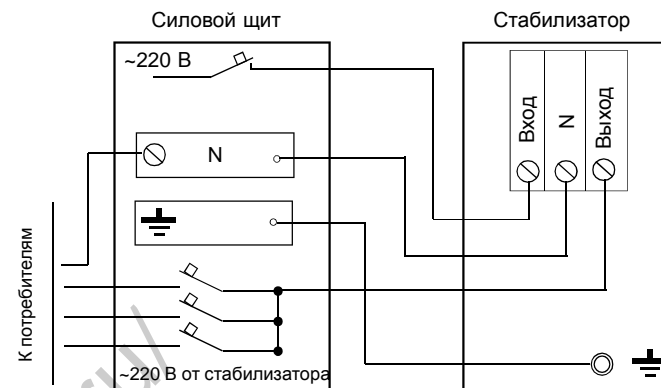 Силовой щит
Стабилизатор
~220 В
Вход
N
Выход
N
К потребителям
~220 В от стабилизатора